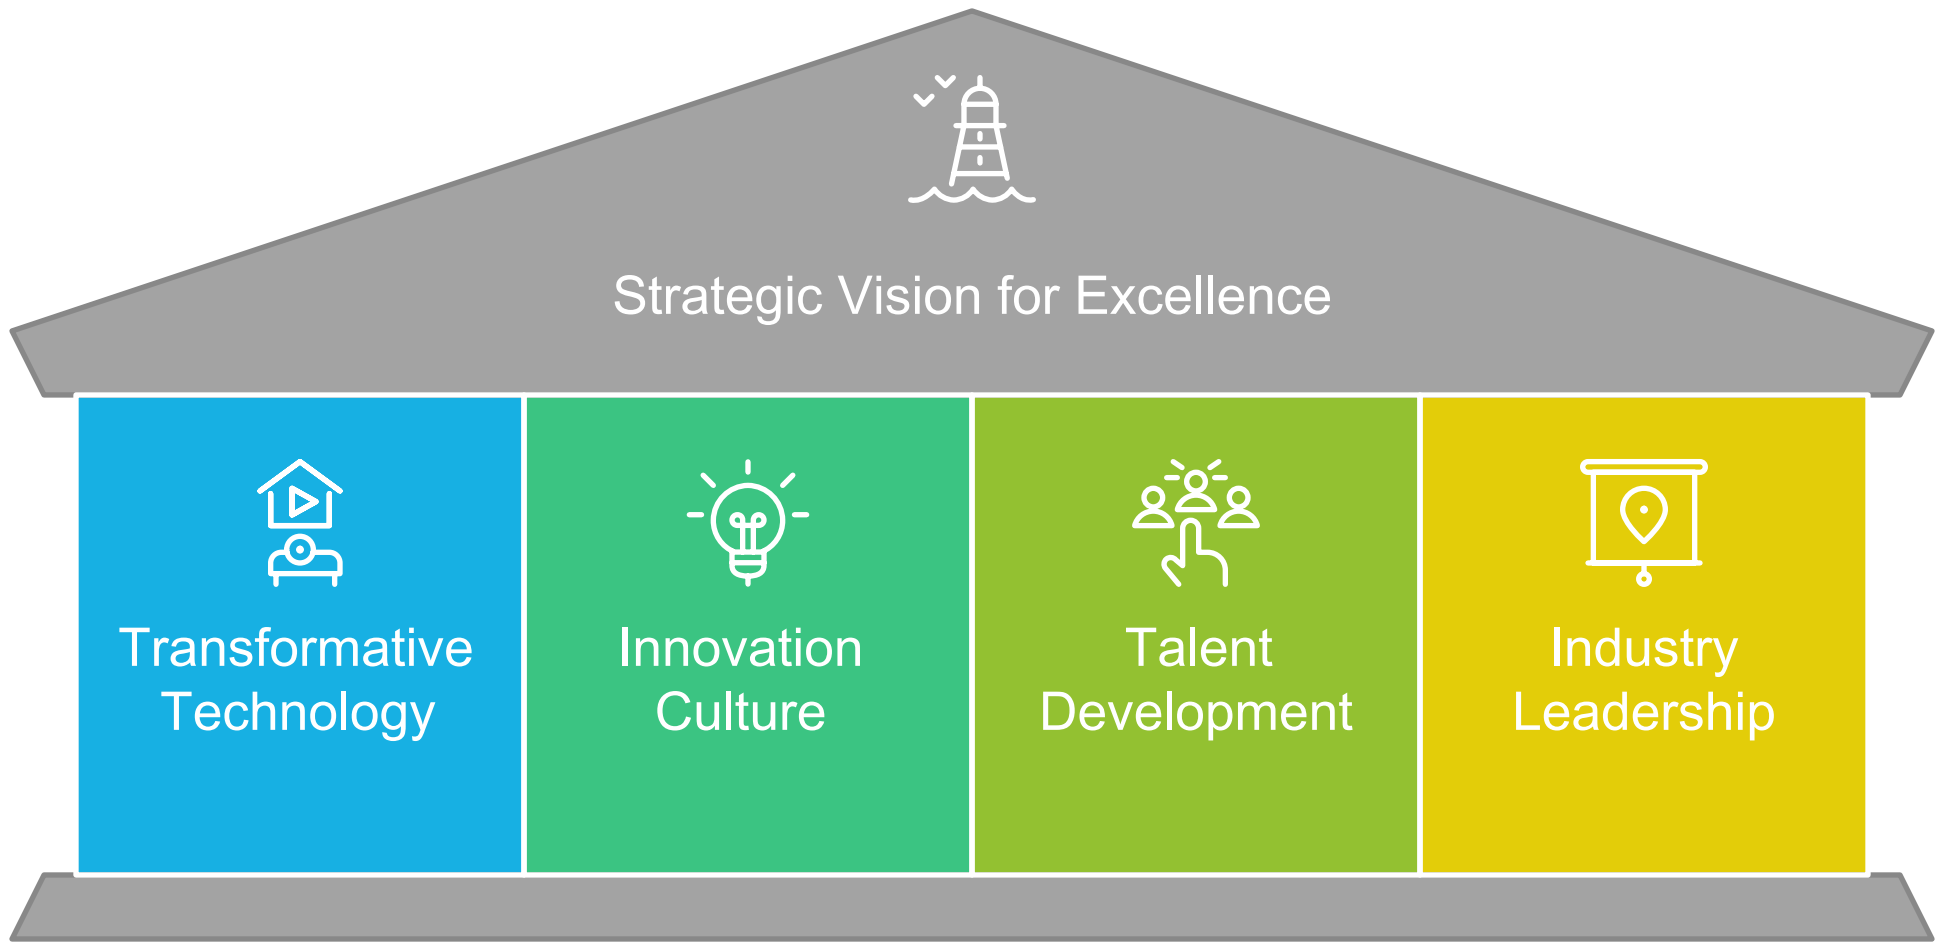 Strategic Vision for Excellence
Transformative
Technology
Innovation
Culture
Talent
Development
Industry
Leadership